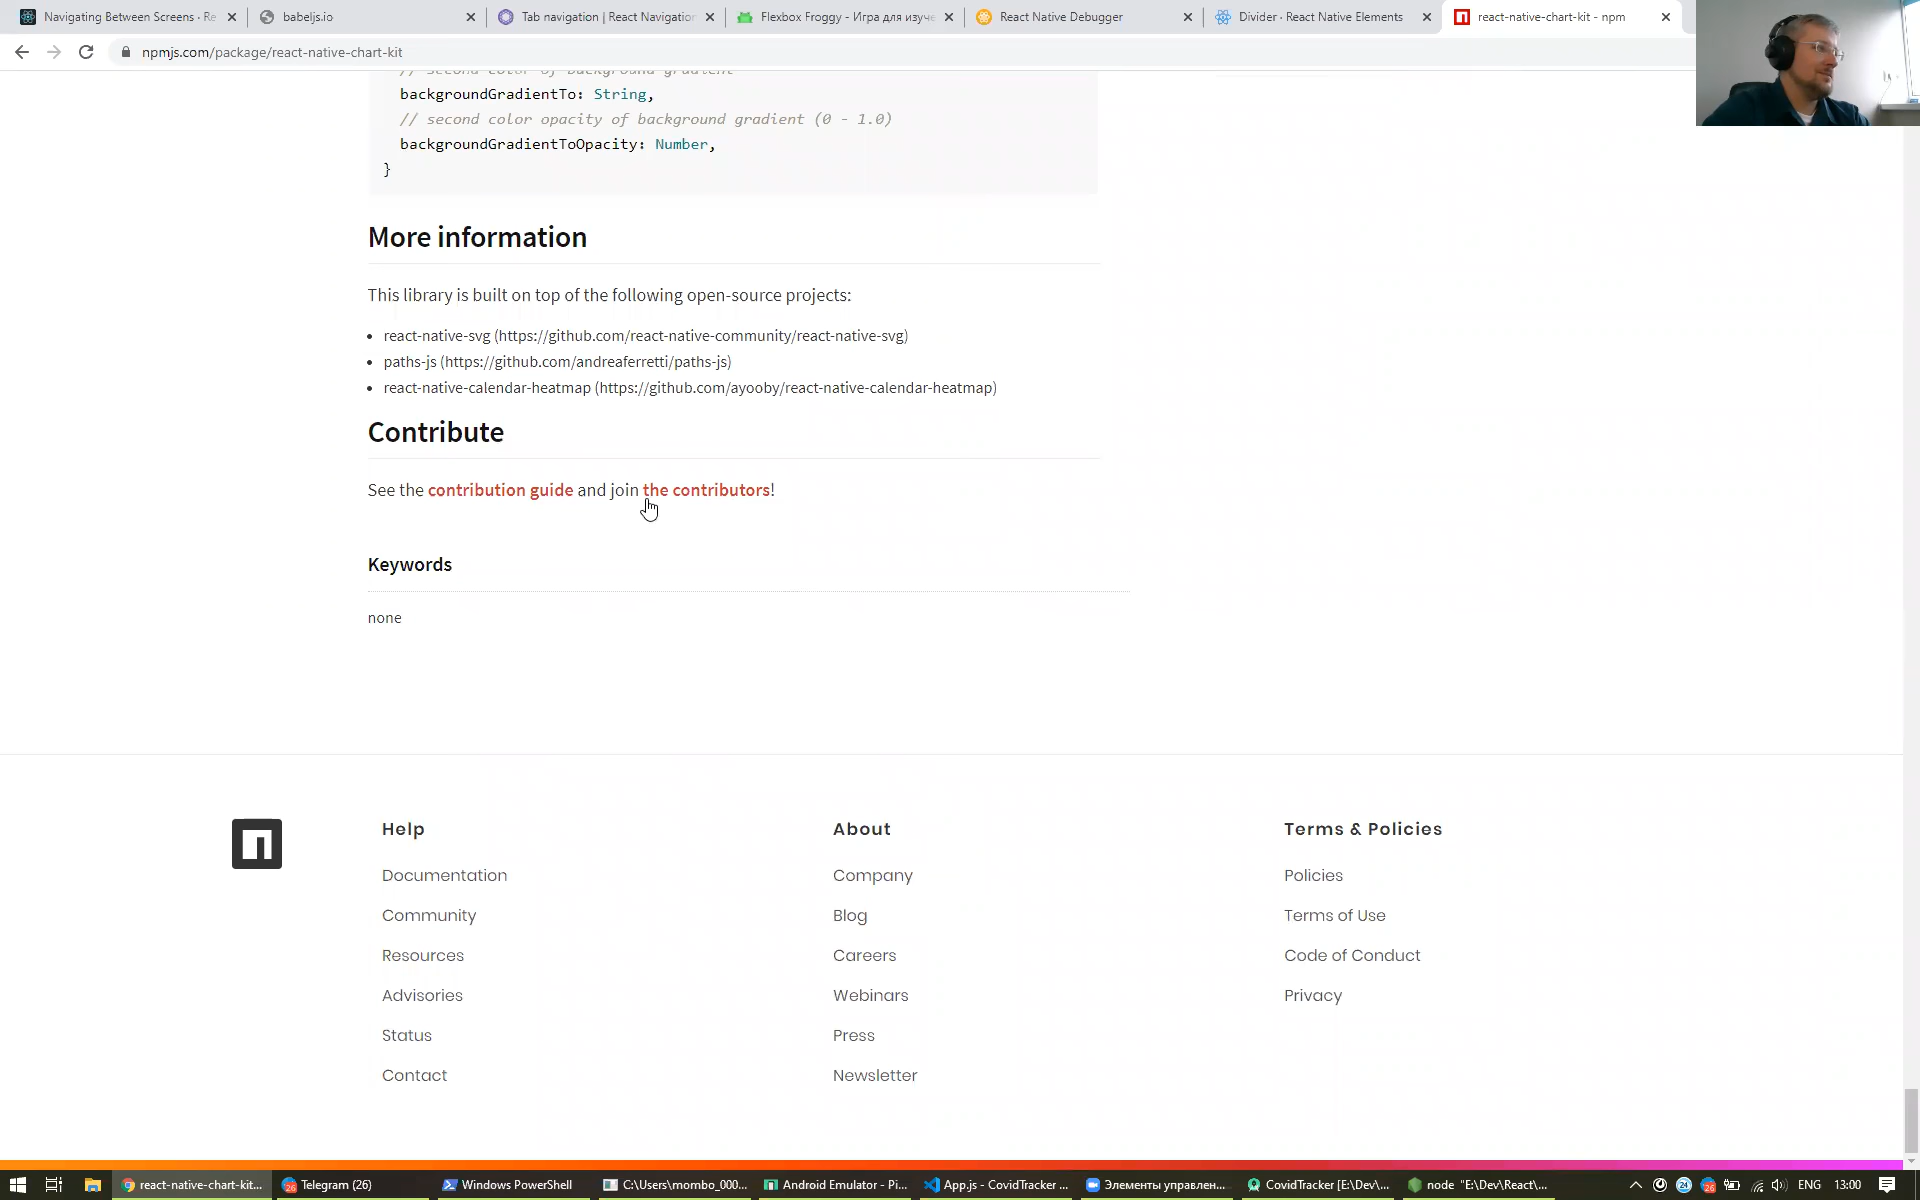 Navigating Between Screens · Re
babeljs.io
Tab navigation | React Navigation
Flexbox Froggy - Игра для изуче
React Native Debugger
Divider · React Native Elements
react-native-chart-kit - npm
npmjs.com/package/react-native-chart-kit
// second color of background gradient
backgroundGradientTo: String,
// second color opacity of background gradient (0 - 1.0)
backgroundGradientToOpacity: Number,
}
More information
This library is built on top of the following open-source projects:
• react-native-svg (https://github.com/react-native-community/react-native-svg)
• paths-js (https://github.com/andreaferretti/paths-js)
• react-native-calendar-heatmap (https://github.com/ayooby/react-native-calendar-heatmap)
Contribute
See the contribution guide and join the contributors!
Keywords
none
Help
About
Terms & Policies
Documentation
Company
Policies
Community
Blog
Terms of Use
Resources
Careers
Code of Conduct
Advisories
Webinars
Privacy
Status
Press
Contact
Newsletter
react-native-chart-kit...
Telegram (26)
Windows PowerShell
C:\Users\mombo_000...
Android Emulator - Pi...
App.js - CovidTracker ...
Элементы управлен...
CovidTracker [E:\Dev\...
node "E:\Dev\React\...
24
26
ENG
13:00